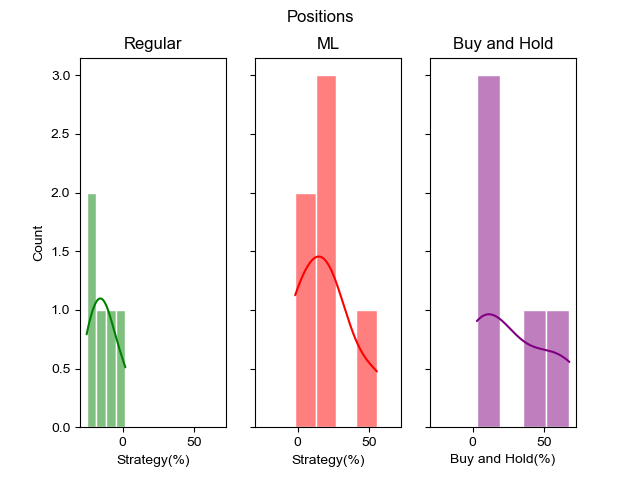 Positions
Regular
ML
Buy and Hold
3.0
2.5
2.0
1.5
1.0
0.5
0.0
Count
0
50
0
50
0
50
Strategy(%)
Strategy(%)
Buy and Hold(%)